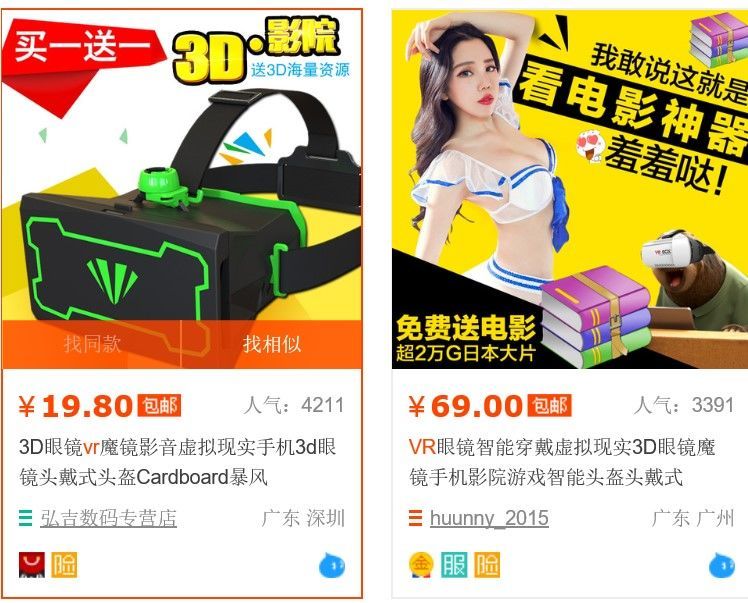 买一送一
3D·影院
送3D海量资源
找同款
找相似
¥19.80 包邮
人气：4211
3D眼镜vr魔镜影音虚拟现实手机3d眼
镜头戴式头盔Cardboard暴风
弘吉数码专营店
广东 深圳
险
我敢说这就是
看电影神器
羞羞哒!
VR BOX
免费送电影
超2万G日本大片
¥69.00 包邮
人气：3391
VR眼镜智能穿戴虚拟现实3D眼镜魔
镜手机影院游戏智能头盔头戴式
huunny_2015
广东 广州
金 服 险